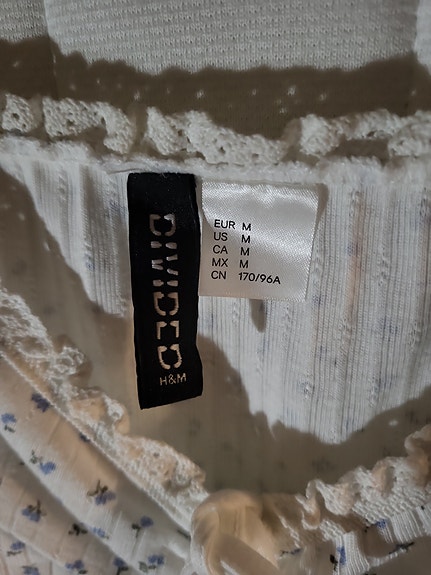 DIVIDED
H&M
EUR M
US M
CA M
MX M
CN 170/96A